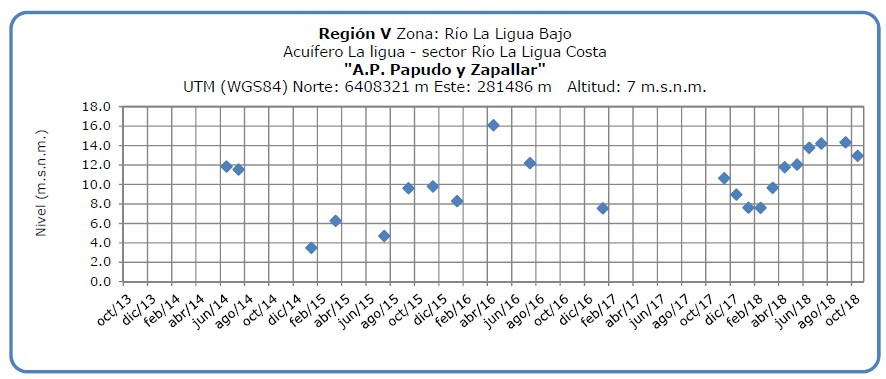 Región V Zona: Río La Ligua Bajo
Acuífero La ligua - sector Río La Ligua Costa
"A.P. Papudo y Zapallar"
UTM (WGS84) Norte: 6408321 m Este: 281486 m Altitud: 7 m.s.n.m.
Nivel (m.s.n.m.)
18.0
16.0
14.0
12.0
10.0
8.0
6.0
4.0
2.0
0.0
oct/13
dic/13
feb/14
abr/14
jun/14
ago/14
oct/14
dic/14
feb/15
abr/15
jun/15
ago/15
oct/15
dic/15
feb/16
abr/16
jun/16
ago/16
oct/16
dic/16
feb/17
abr/17
jun/17
ago/17
oct/17
dic/17
feb/18
abr/18
jun/18
ago/18
oct/18